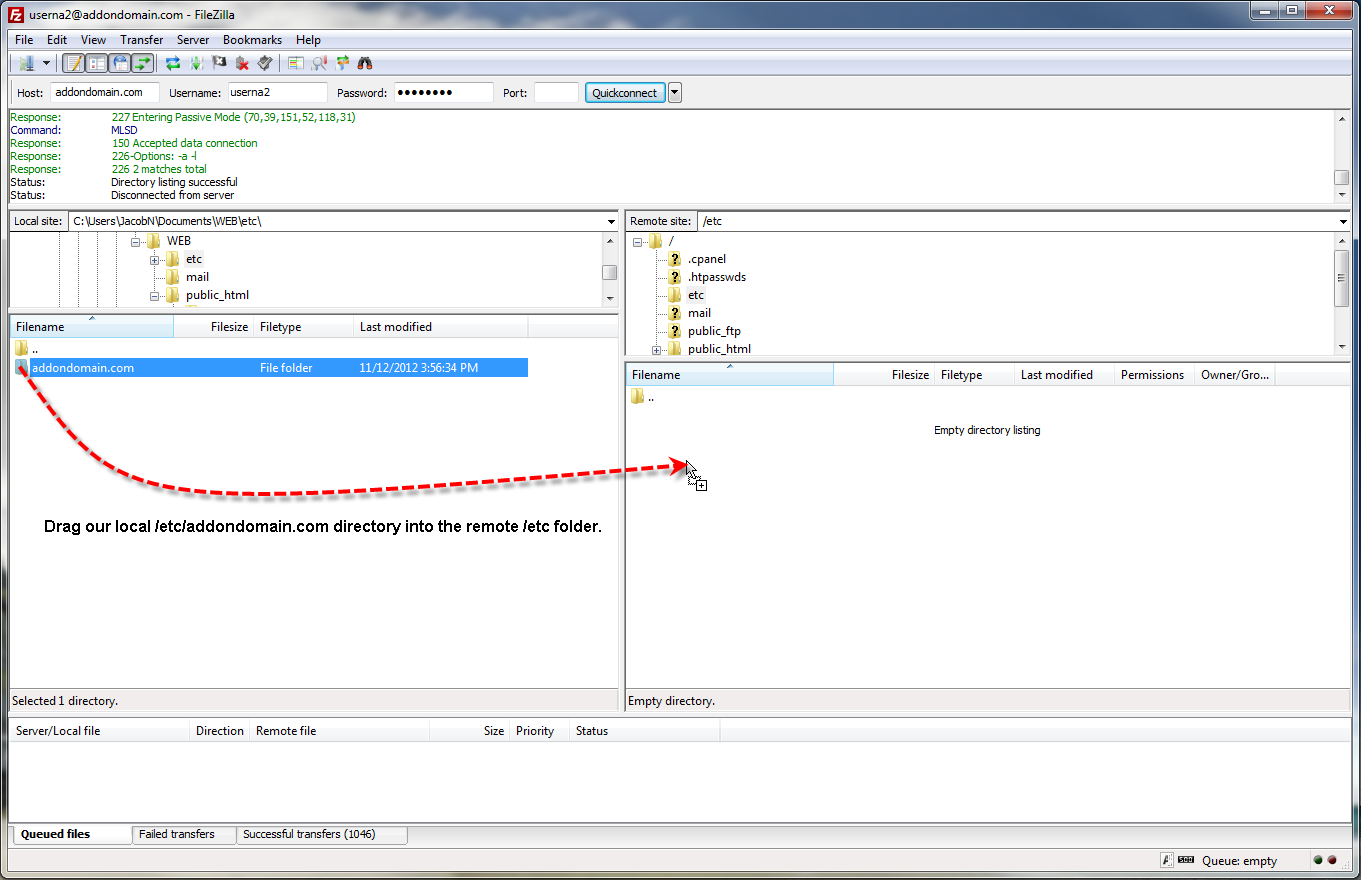 userna2@addondomain.com - FileZilla
File Edit View Transfer Server Bookmarks Help
Host: addondomain.com Username: userna2 Password: ●●●●●●●● Port: Quickconnect
Response: 227 Entering Passive Mode (70,39,151,52,118,31)
Command: MLSD
Response: 150 Accepted data connection
Response: 226-Options: -a -l
Response: 226 2 matches total
Status: Directory listing successful
Status: Disconnected from server
Local site: C:\Users\JacobN\Documents\WEB\etc\
WEB
etc
mail
public_html
Filename Filesize Filetype Last modified
..
addondomain.com File folder 11/12/2012 3:56:34 PM
Drag our local /etc/addondomain.com directory into the remote /etc folder.
Selected 1 directory.
Remote site: /etc
/
.cpanel
.htpasswds
etc
mail
public_ftp
public_html
Filename Filesize Filetype Last modified Permissions Owner/Gro...
..
Empty directory listing
Empty directory.
Server/Local file Direction Remote file Size Priority Status
Queued files Failed transfers Successful transfers (1046)
Queue: empty